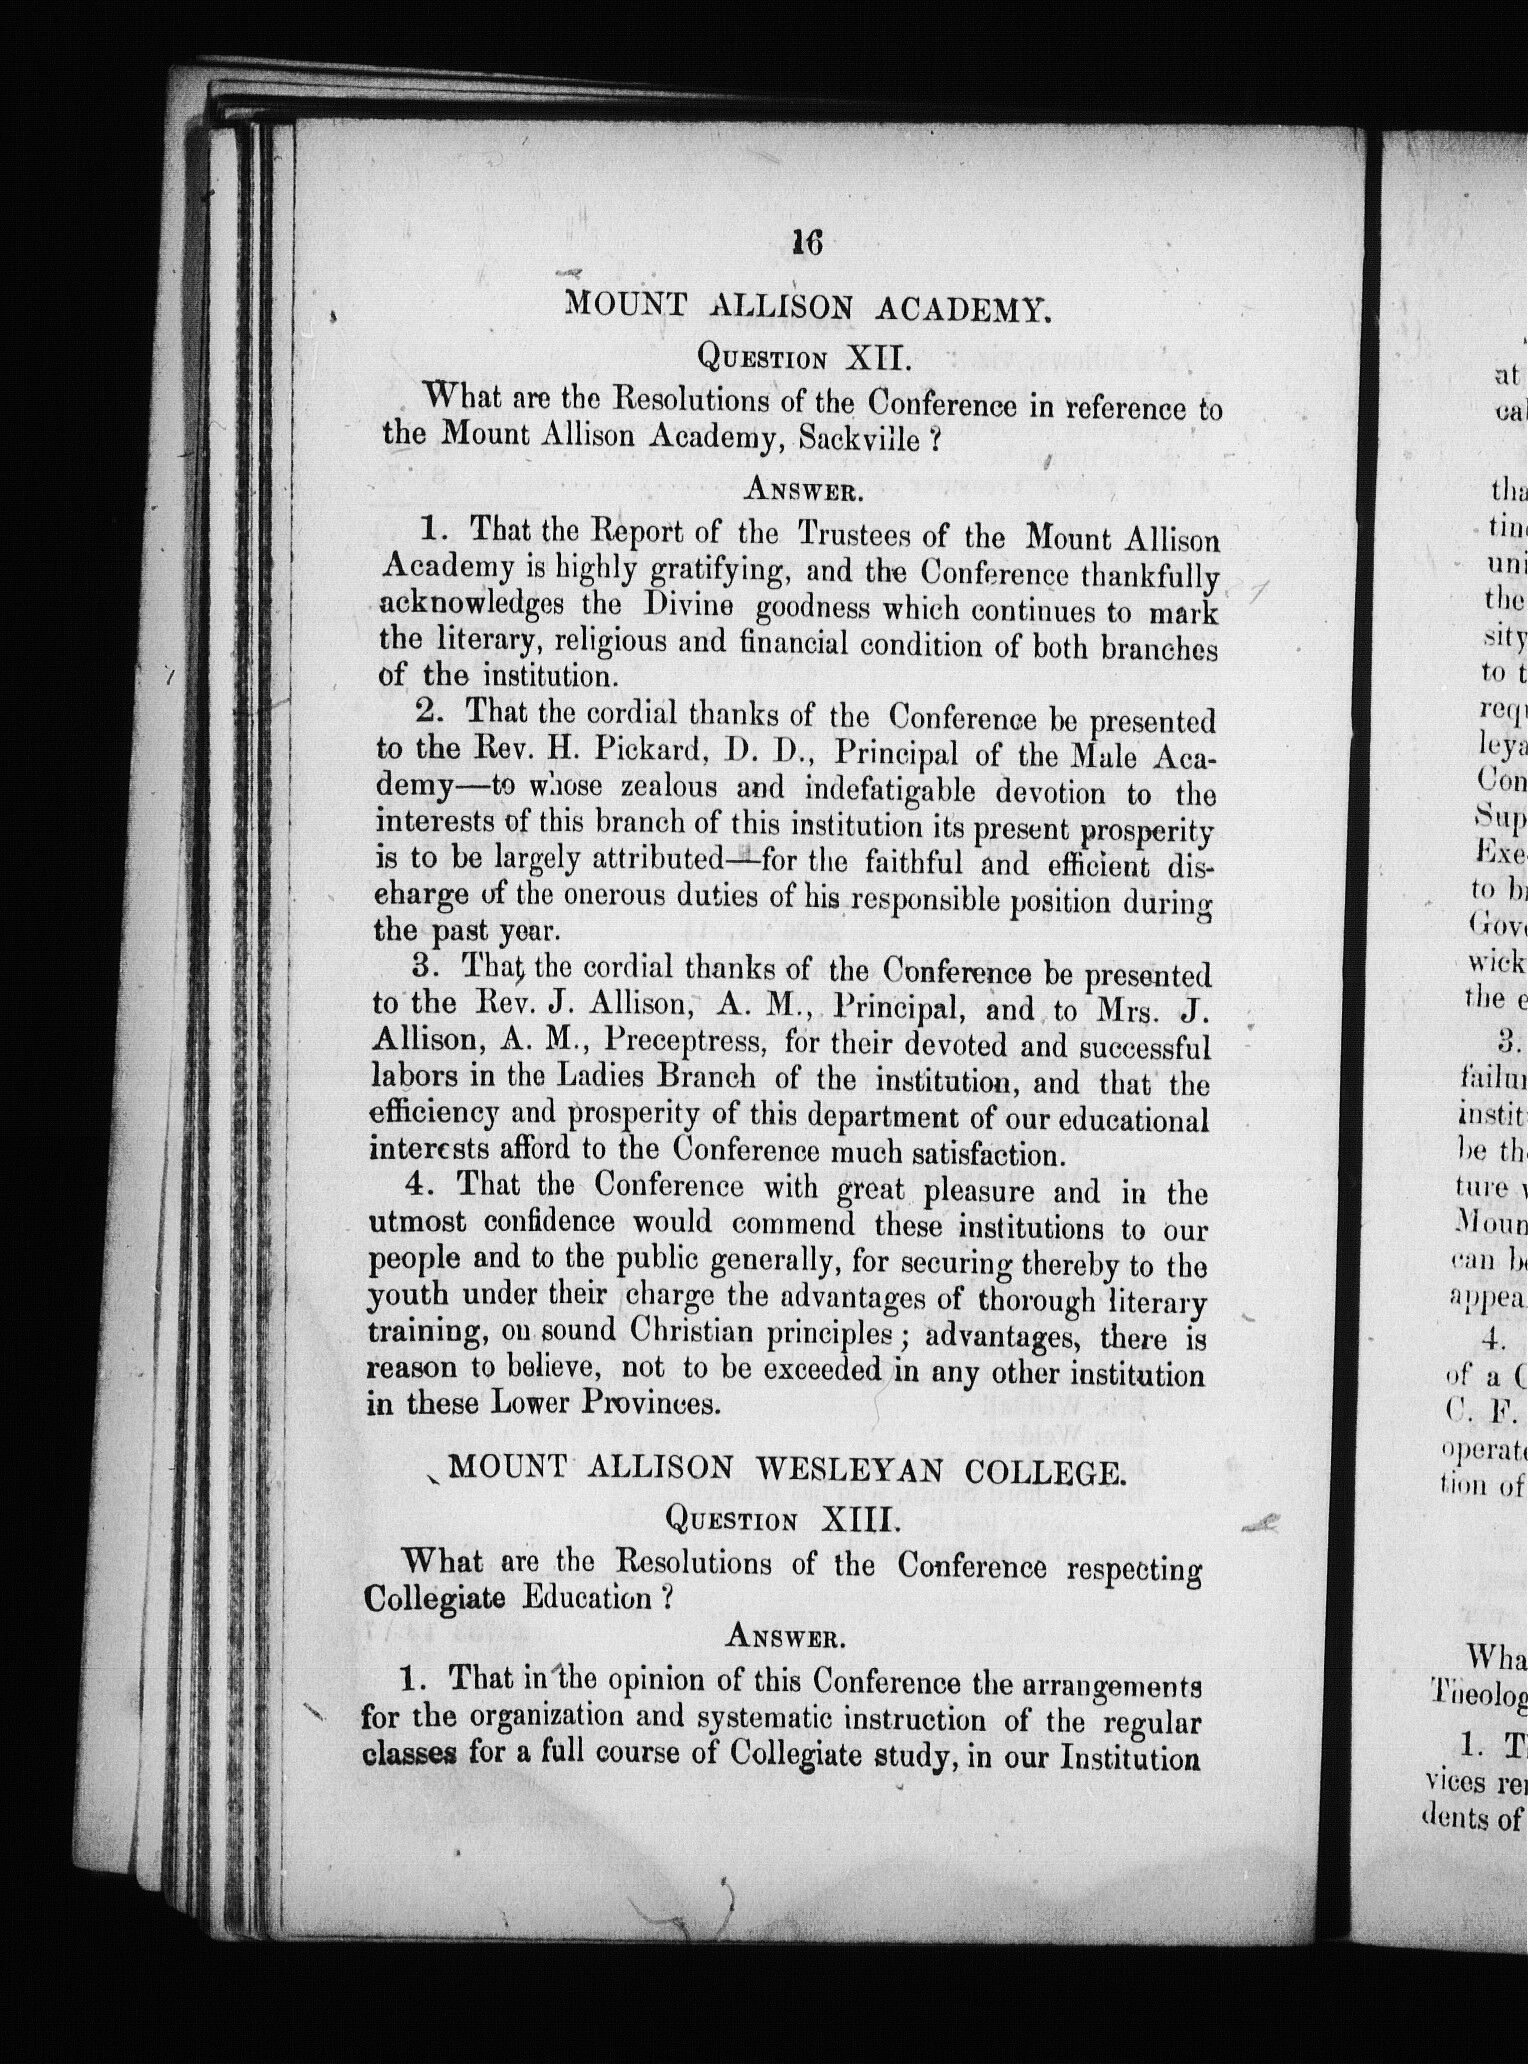 16
MOUNT ALLISON ACADEMY.
QUESTION XII.
What are the Resolutions of the Conference in reference to
the Mount Allison Academy, Sackville ?
ANSWER.
1. That the Report of the Trustees of the Mount Allison
Academy is highly gratifying, and the Conference thankfully
acknowledges the Divine goodness which continues to mark
the literary, religious and financial condition of both branches
of the institution.
2. That the cordial thanks of the Conference be presented
to the Rev. H. Pickard, D. D., Principal of the Male Aca-
demy—to whose zealous and indefatigable devotion to the
interests of this branch of this institution its present prosperity
is to be largely attributed—for the faithful and efficient dis-
charge of the onerous duties of his responsible position during
the past year.
3. That the cordial thanks of the Conference be presented
to the Rev. J. Allison, A. M., Principal, and to Mrs. J.
Allison, A. M., Preceptress, for their devoted and successful
labors in the Ladies Branch of the institution, and that the
efficiency and prosperity of this department of our educational
interests afford to the Conference much satisfaction.
4. That the Conference with great pleasure and in the
utmost confidence would commend these institutions to our
people and to the public generally, for securing thereby to the
youth under their charge the advantages of thorough literary
training, on sound Christian principles ; advantages, there is
reason to believe, not to be exceeded in any other institution
in these Lower Provinces.
MOUNT ALLISON WESLEYAN COLLEGE.
QUESTION XIII.
What are the Resolutions of the Conference respecting
Collegiate Education ?
ANSWER.
1. That in the opinion of this Conference the arrangements
for the organization and systematic instruction of the regular
classes for a full course of Collegiate study, in our Institution
at
the
to
the
3.
4.
of a
C. F.
of
1.
vices
dents of